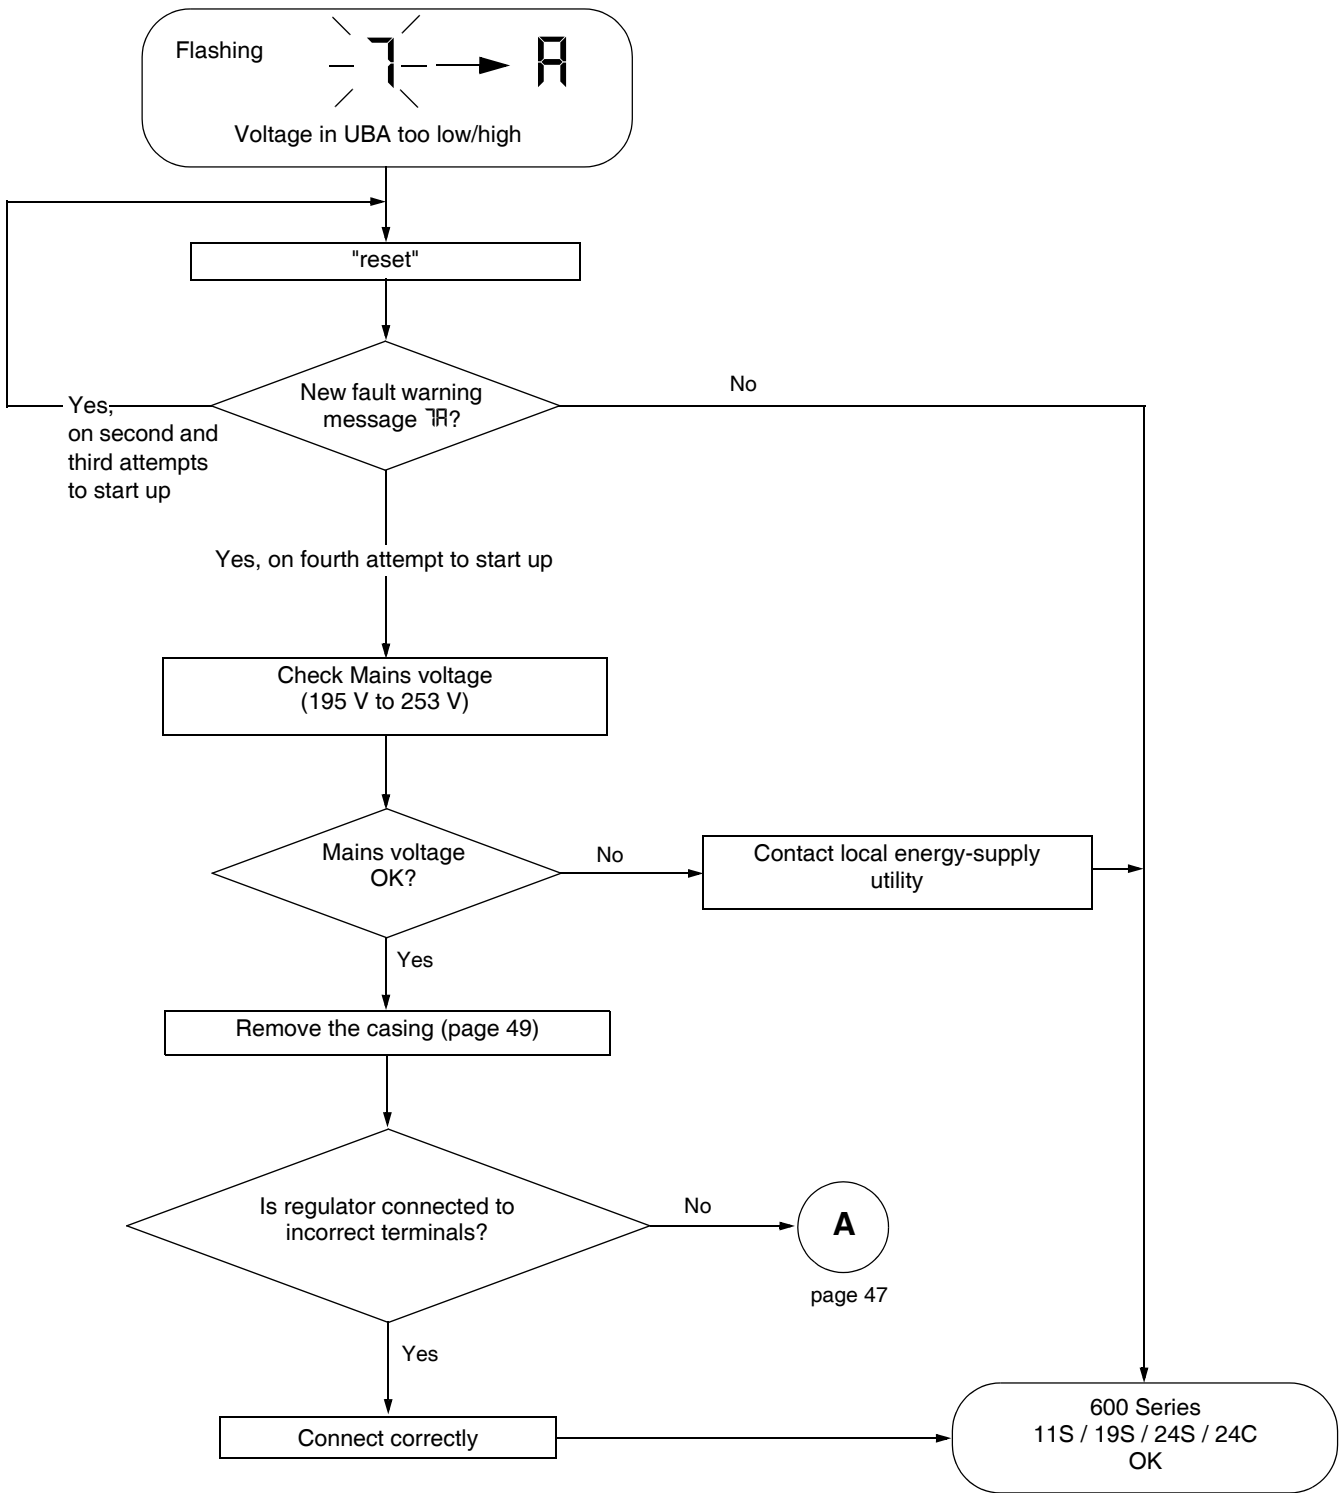 Flashing
7
A
Voltage in UBA too low/high
"reset"
New fault warning
message 7A?
No
Yes,
on second and
third attempts
to start up
Yes, on fourth attempt to start up
Check Mains voltage
(195 V to 253 V)
Mains voltage
OK?
No
Contact local energy-supply
utility
Yes
Remove the casing (page 49)
Is regulator connected to
incorrect terminals?
No
A
page 47
Yes
Connect correctly
600 Series
11S / 19S / 24S / 24C
OK